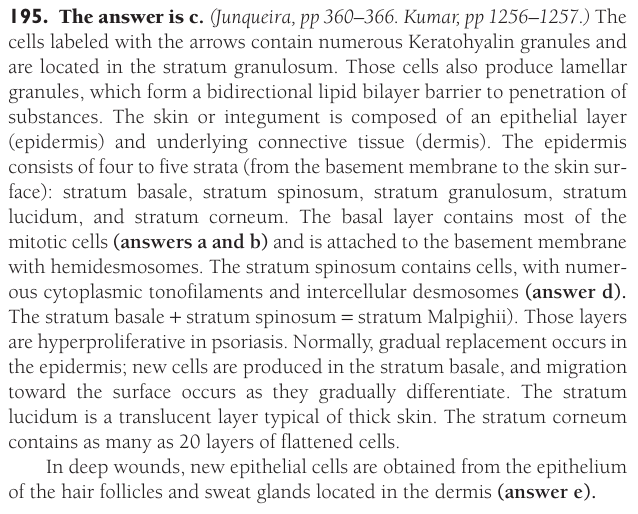 195. The answer is c. (Junqueira, pp 360–366. Kumar, pp 1256–1257.) The
cells labeled with the arrows contain numerous Keratohyalin granules and
are located in the stratum granulosum. Those cells also produce lamellar
granules, which form a bidirectional lipid bilayer barrier to penetration of
substances. The skin or integument is composed of an epithelial layer
(epidermis) and underlying connective tissue (dermis). The epidermis
consists of four to five strata (from the basement membrane to the skin sur-
face): stratum basale, stratum spinosum, stratum granulosum, stratum
lucidum, and stratum corneum. The basal layer contains most of the
mitotic cells (answers a and b) and is attached to the basement membrane
with hemidesmosomes. The stratum spinosum contains cells, with numer-
ous cytoplasmic tonofilaments and intercellular desmosomes (answer d).
The stratum basale + stratum spinosum = stratum Malpighii). Those layers
are hyperproliferative in psoriasis. Normally, gradual replacement occurs in
the epidermis; new cells are produced in the stratum basale, and migration
toward the surface occurs as they gradually differentiate. The stratum
lucidum is a translucent layer typical of thick skin. The stratum corneum
contains as many as 20 layers of flattened cells.
In deep wounds, new epithelial cells are obtained from the epithelium
of the hair follicles and sweat glands located in the dermis (answer e).